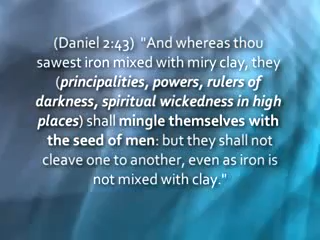 (Daniel 2:43) "And whereas thou
sawest iron mixed with miry clay, they
(principalities, powers, rulers of
darkness, spiritual wickedness in high
places) shall mingle themselves with
the seed of men: but they shall not
cleave one to another, even as iron is
not mixed with clay."